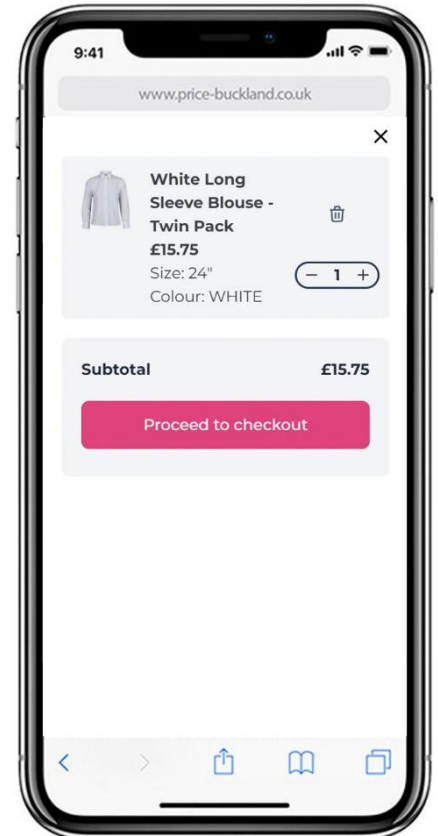 9:41
www.price-buckland.co.uk
White Long
Sleeve Blouse -
Twin Pack
£15.75
Size: 24"
− 1 +
Colour: WHITE
Subtotal £15.75
Proceed to checkout